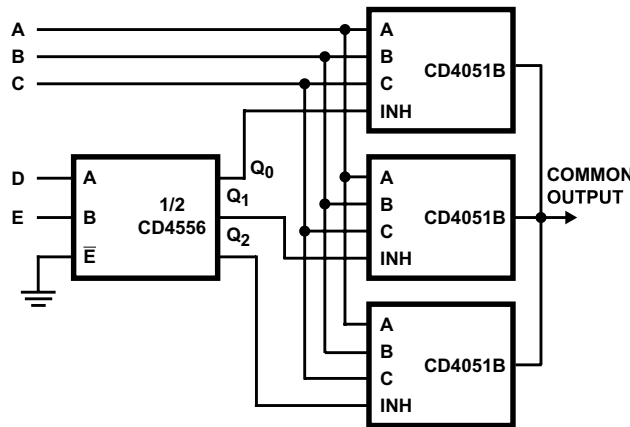 A
B
C
A
B
C
INH
CD4051B
D
E
A
B
E̅
1/2
CD4556
Q0
Q1
Q2
A
B
C
INH
CD4051B
COMMON
OUTPUT
A
B
C
INH
CD4051B